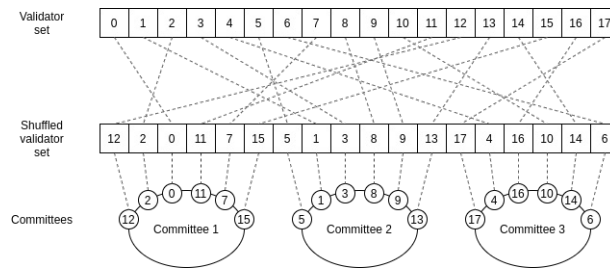 Validator set
0 1 2 3 4 5 6 7 8 9 10 11 12 13 14 15 16 17
Shuffled validator set
12 2 0 11 7 15 5 1 3 8 9 13 17 4 16 10 14 6
Committees
12 2 0 11 7 15
Committee 1
5 1 3 8 9 13
Committee 2
17 4 16 10 14 6
Committee 3